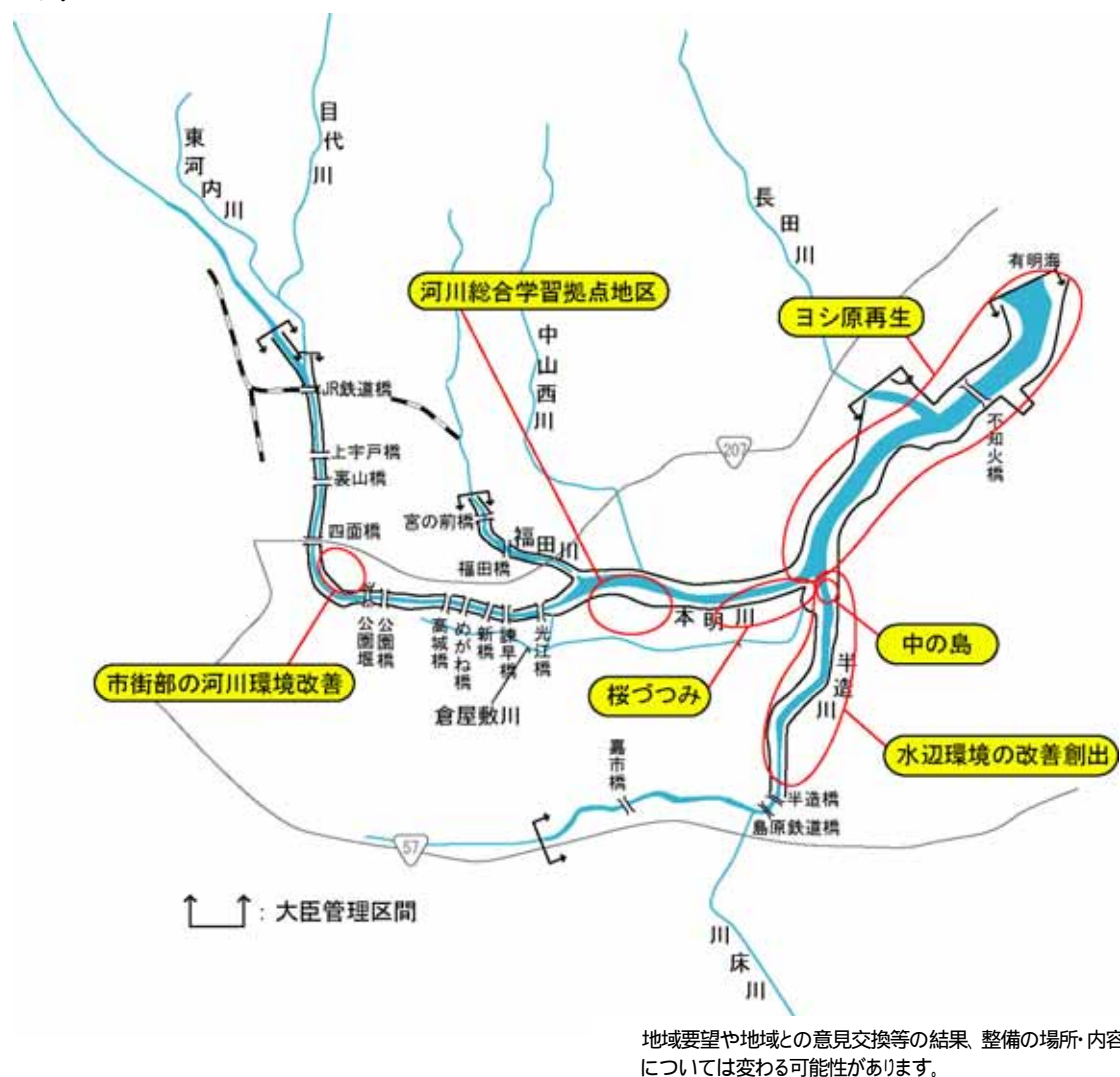 東河内川
目代川
長田川
有明海
河川総合学習拠点地区
ヨシ原再生
中山西川
JR鉄道橋
不知火橋
207
上宇戸橋
裏山橋
宮の前橋
福田川
四面橋
福田橋
本明川
公園堰
公園橋
高城橋
めがね橋
新橋
諫早橋
光江橋
中の島
半造川
市街部の河川環境改善
桜づつみ
倉屋敷川
水辺環境の改善創出
嘉市橋
半造橋
島原鉄道橋
57
:大臣管理区間
川床川
地域要望や地域との意見交換等の結果、整備の場所・内容
については変わる可能性があります。